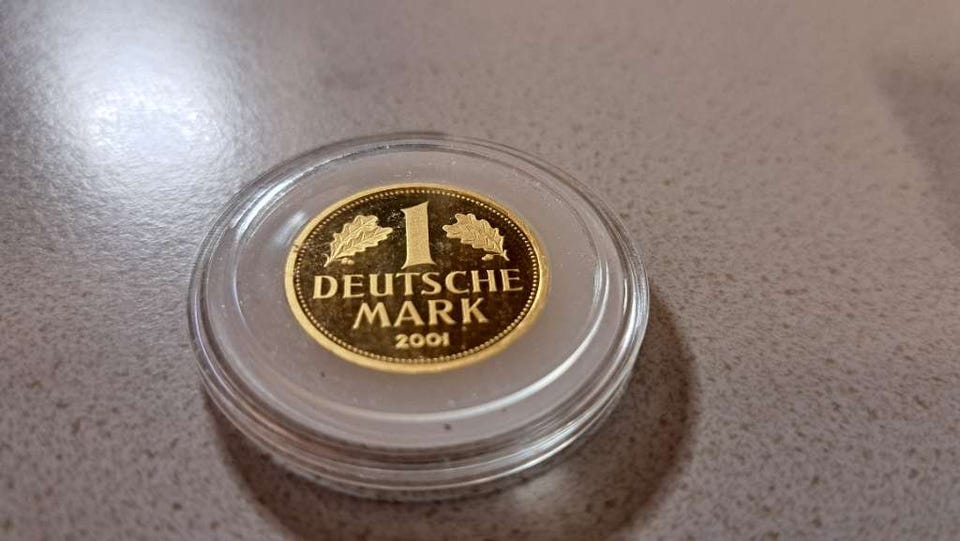 1
DEUTSCHE
MARK
2001